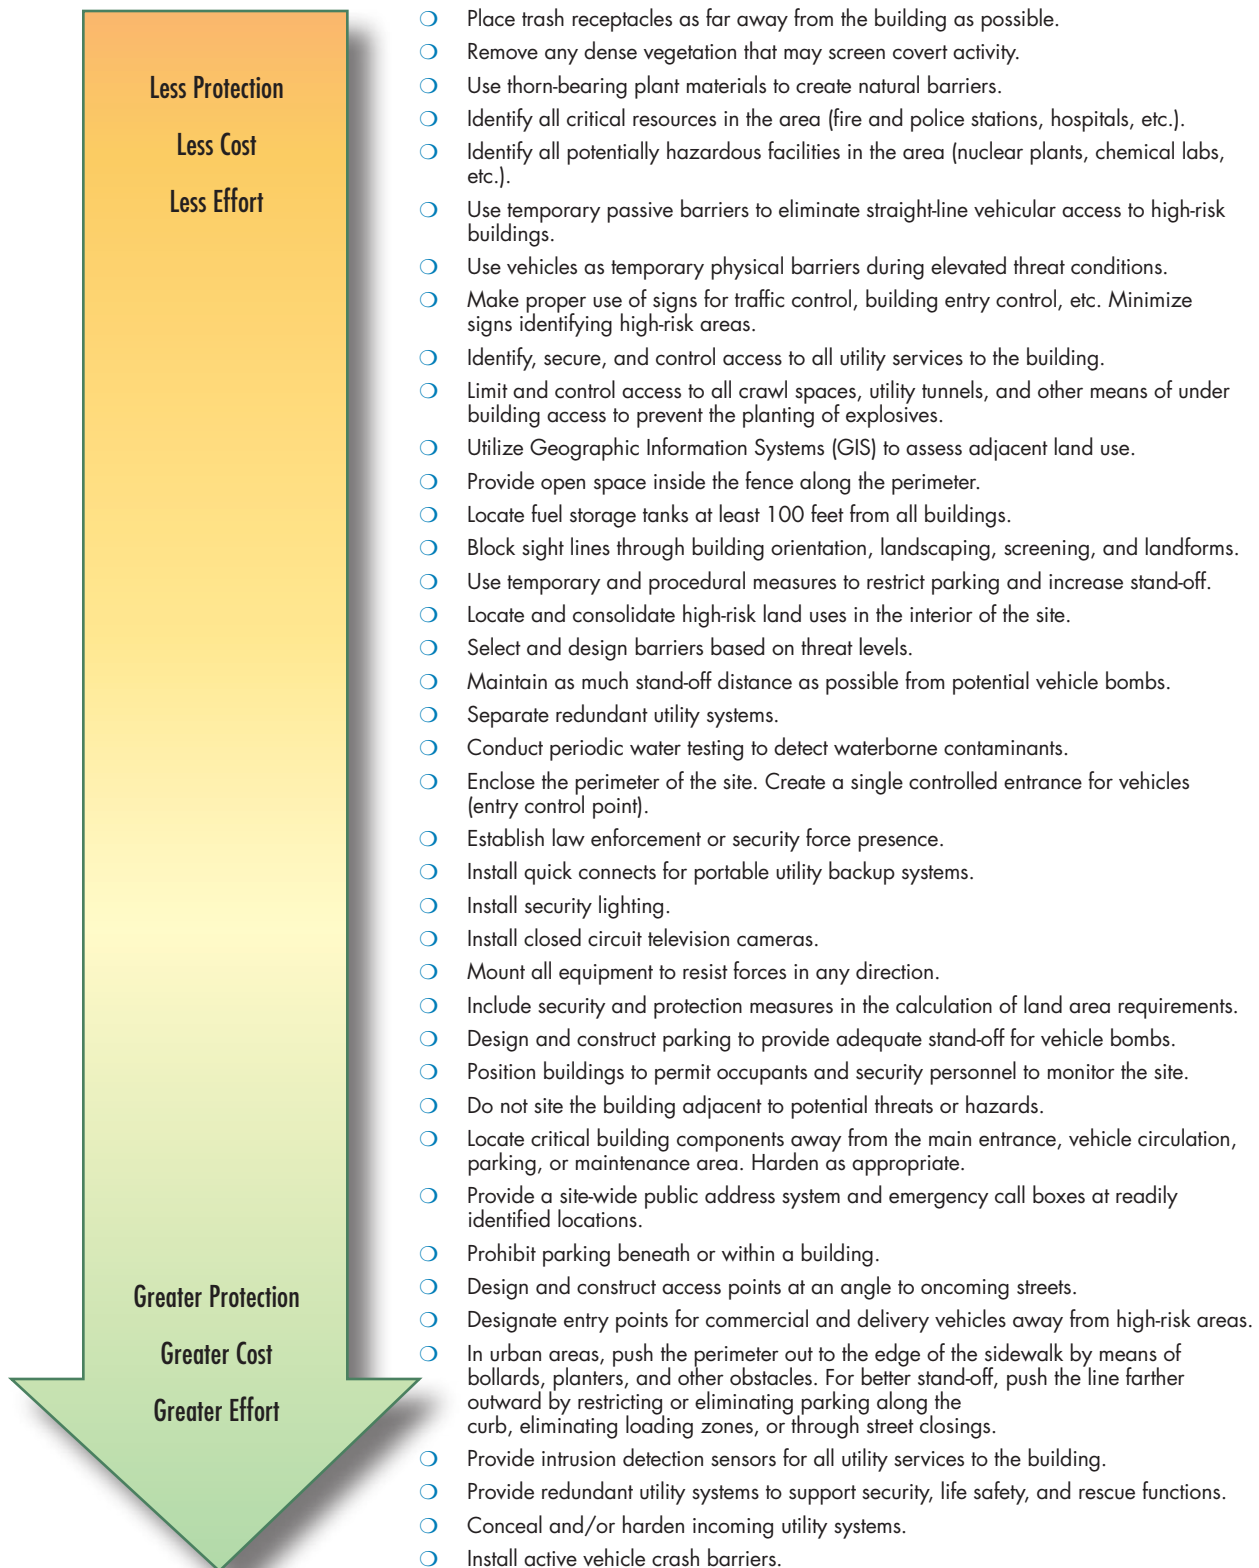 Less Protection
Less Cost
Less Effort
❍ Place trash receptacles as far away from the building as possible.
❍ Remove any dense vegetation that may screen covert activity.
❍ Use thorn-bearing plant materials to create natural barriers.
❍ Identify all critical resources in the area (fire and police stations, hospitals, etc.).
❍ Identify all potentially hazardous facilities in the area (nuclear plants, chemical labs,
etc.).
❍ Use temporary passive barriers to eliminate straight-line vehicular access to high-risk
buildings.
❍ Use vehicles as temporary physical barriers during elevated threat conditions.
❍ Make proper use of signs for traffic control, building entry control, etc. Minimize
signs identifying high-risk areas.
❍ Identify, secure, and control access to all utility services to the building.
❍ Limit and control access to all crawl spaces, utility tunnels, and other means of under
building access to prevent the planting of explosives.
❍ Utilize Geographic Information Systems (GIS) to assess adjacent land use.
❍ Provide open space inside the fence along the perimeter.
❍ Locate fuel storage tanks at least 100 feet from all buildings.
❍ Block sight lines through building orientation, landscaping, screening, and landforms.
❍ Use temporary and procedural measures to restrict parking and increase stand-off.
❍ Locate and consolidate high-risk land uses in the interior of the site.
❍ Select and design barriers based on threat levels.
❍ Maintain as much stand-off distance as possible from potential vehicle bombs.
❍ Separate redundant utility systems.
❍ Conduct periodic water testing to detect waterborne contaminants.
❍ Enclose the perimeter of the site. Create a single controlled entrance for vehicles
(entry control point).
❍ Establish law enforcement or security force presence.
❍ Install quick connects for portable utility backup systems.
❍ Install security lighting.
❍ Install closed circuit television cameras.
❍ Mount all equipment to resist forces in any direction.
❍ Include security and protection measures in the calculation of land area requirements.
❍ Design and construct parking to provide adequate stand-off for vehicle bombs.
❍ Position buildings to permit occupants and security personnel to monitor the site.
❍ Do not site the building adjacent to potential threats or hazards.
❍ Locate critical building components away from the main entrance, vehicle circulation,
parking, or maintenance area. Harden as appropriate.
❍ Provide a site-wide public address system and emergency call boxes at readily
identified locations.
❍ Prohibit parking beneath or within a building.
❍ Design and construct access points at an angle to oncoming streets.
❍ Designate entry points for commercial and delivery vehicles away from high-risk areas.
❍ In urban areas, push the perimeter out to the edge of the sidewalk by means of
bollards, planters, and other obstacles. For better stand-off, push the line farther
outward by restricting or eliminating parking along the
curb, eliminating loading zones, or through street closings.
❍ Provide intrusion detection sensors for all utility services to the building.
❍ Provide redundant utility systems to support security, life safety, and rescue functions.
❍ Conceal and/or harden incoming utility systems.
❍ Install active vehicle crash barriers.
Greater Protection
Greater Cost
Greater Effort